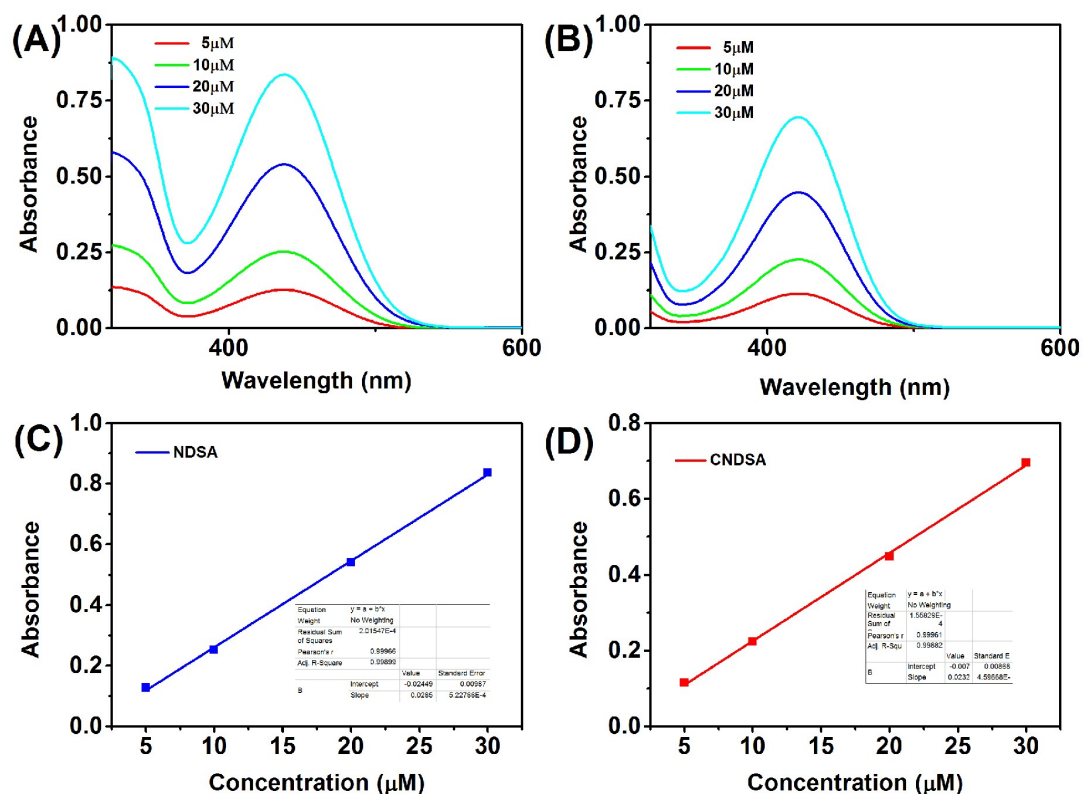 (A)
Absorbance
1.00
0.75
0.50
0.25
0.00
5μM
10μM
20μM
30μM
400
600
Wavelength (nm)
(B)
Absorbance
1.00
0.75
0.50
0.25
0.00
5μM
10μM
20μM
30μM
400
600
Wavelength (nm)
(C)
Absorbance
1.0
0.8
0.6
0.4
0.2
0.0
NDSA
Equation y = a + b*x
Weight No Weighting
Residual Sum of Squares 2.01547E-4
Pearson's r 0.99966
Adj. R-Square 0.99899
Value Standard Error
B Intercept -0.02449 0.00987
Slope 0.0285 5.22766E-4
5 10 15 20 25 30
Concentration (μM)
(D)
Absorbance
0.8
0.6
0.4
0.2
0.0
CNDSA
Equation y = a + b*x
Weight No Weighting
Residual Sum of 1.55829E-4
Pearson's r 0.99961
Adj. R-Squ 0.99882
Value Standard E
B Intercept -0.007 0.00868
Slope 0.0232
5 10 15 20 25 30
Concentration (μM)